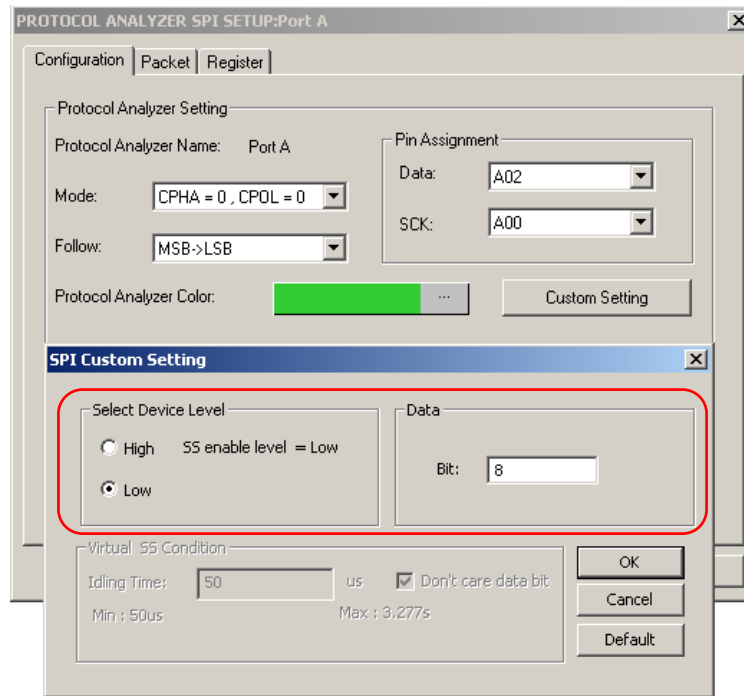 PROTOCOL ANALYZER SPI SETUP:Port A
Configuration Packet Register
Protocol Analyzer Setting
Protocol Analyzer Name: Port A
Mode: CPHA = 0 , CPOL = 0
Follow: MSB->LSB
Pin Assignment
Data: A02
SCK: A00
Protocol Analyzer Color: ... Custom Setting
SPI Custom Setting
Select Device Level
High SS enable level = Low
Low
Data
Bit: 8
Virtual SS Condition
Idling Time: 50 us Don't care data bit
Min : 50us Max : 3.277s
OK
Cancel
Default